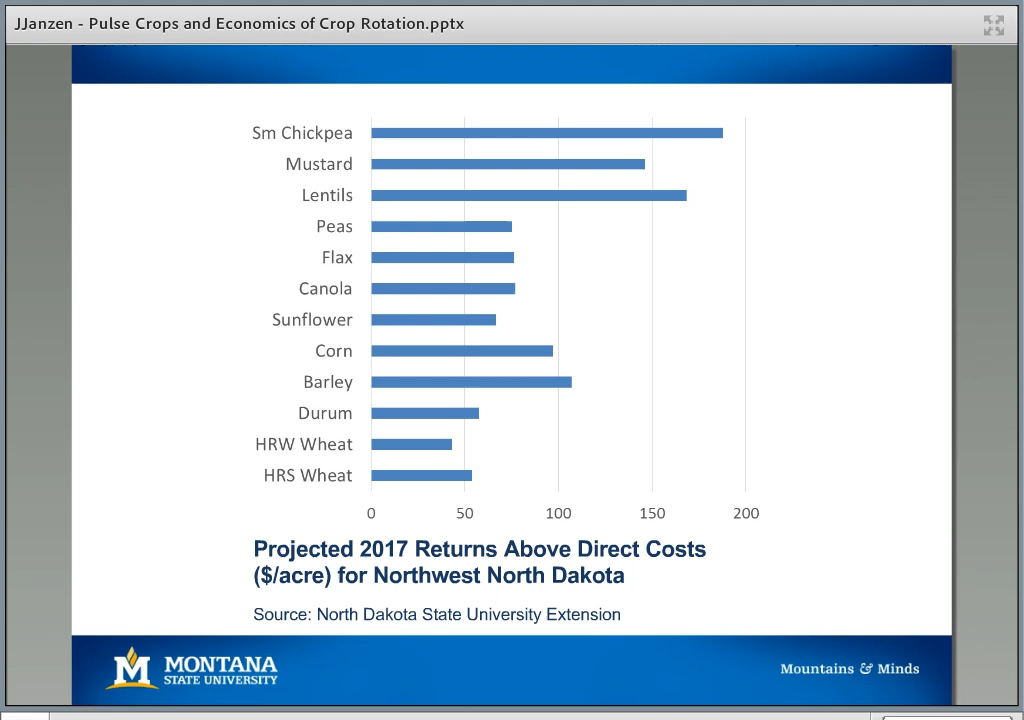 JJanzen - Pulse Crops and Economics of Crop Rotation.pptx
Sm Chickpea
Mustard
Lentils
Peas
Flax
Canola
Sunflower
Corn
Barley
Durum
HRW Wheat
HRS Wheat
0 50 100 150 200
Projected 2017 Returns Above Direct Costs
($/acre) for Northwest North Dakota
Source: North Dakota State University Extension
M MONTANA
STATE UNIVERSITY
Mountains & Minds